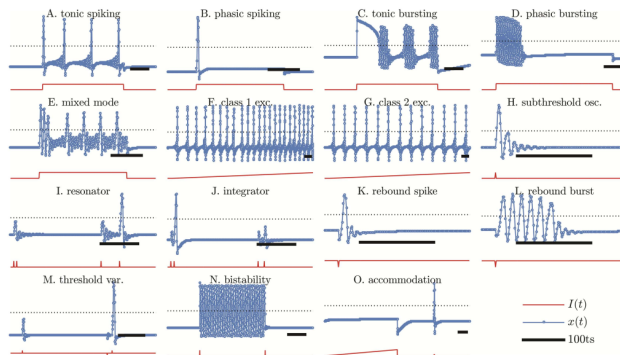 A. tonic spiking
B. phasic spiking
C. tonic bursting
D. phasic bursting
E. mixed mode
F. class 1 exc.
G. class 2 exc.
H. subthreshold osc.
I. resonator
J. integrator
K. rebound spike
L. rebound burst
M. threshold var.
N. bistability
O. accommodation
I(t)
x(t)
100ts